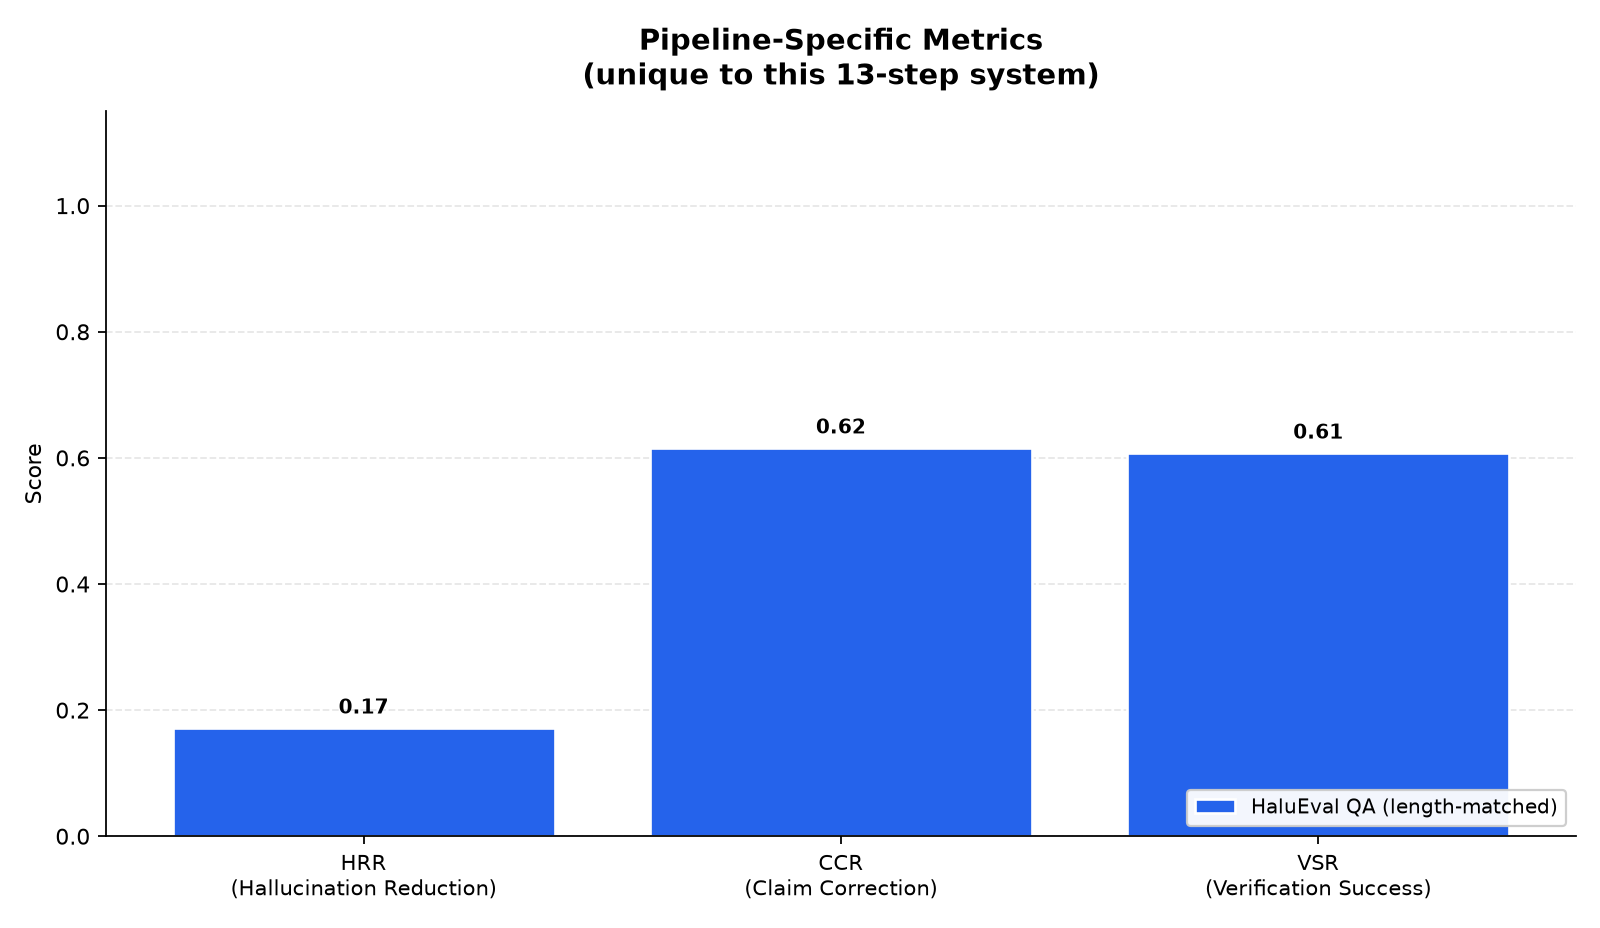 Pipeline-Specific Metrics
(unique to this 13-step system)
Score
1.0
0.8
0.6
0.4
0.2
0.0
0.17
0.62
0.61
HaluEval QA (length-matched)
HRR
(Hallucination Reduction)
CCR
(Claim Correction)
VSR
(Verification Success)